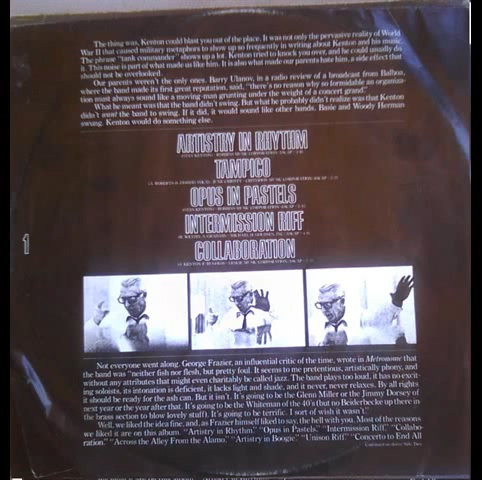 The thing was, Kenton could blast you out of the place. It was not only the pervasive reality of World
War II that caused military metaphors to show up so frequently in writing about Kenton and his music.
The phrase "tank commander" shows up a lot. Kenton tried to knock you over, and he could usually do
it. This noise is part of what made us like him. It is also what made our parents hate him, a side effect that
should not be overlooked.
Our parents weren't the only ones. Barry Ulanov, in a radio review of a broadcast from Balboa,
where the band made its first great reputation, said, "there's no reason why so formidable an organiza-
tion must always sound like a moving-man grunting under the weight of a concert grand."
What he meant was that the band didn't swing. But what he probably didn't realize was that Kenton
didn't want the band to swing. If it did, it would sound like other bands. Basie and Woody Herman
swung. Kenton would do something else.
ARTISTRY IN RHYTHM
TAMPICO
OPUS IN PASTELS
INTERMISSION RIFF
COLLABORATION
1
Not everyone went along. George Frazier, an influential critic of the time, wrote in Metronome that
the band was "neither fish nor flesh, but pretty foul. It seems to me pretentious, artistically phony, and
without any attributes that might even charitably be called jazz. The band plays too loud, it has no excit-
ing soloists, its intonation is deficient, it lacks light and shade, and it never, never relaxes. By all rights
it should be ready for the ash can. But it isn't. It's going to be the Glenn Miller or the Jimmy Dorsey of
next year or the year after that. It's going to be the Whiteman of the 40's (but no Beiderbecke up there in
the brass section to blow lovely stuff). It's going to be terrific. I sort of wish it wasn't."
Well, we liked the idea fine, and, as Frazier himself liked to say, the hell with you. Most of the reasons
we liked it are on this album. "Artistry in Rhythm." "Opus in Pastels." "Intermission Riff." "Collabo-
ration." "Across the Alley From the Alamo." "Artistry in Boogie." "Unison Riff." "Concerto to End All